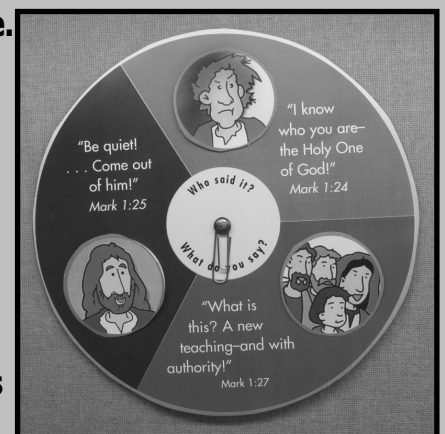 e.
"Be quiet!
. . . Come out
of him!"
Mark 1:25
"I know
who you are–
the Holy One
of God!"
Mark 1:24
Who said it?
What do you say?
"What is
this? A new
teaching–and with
authority!"
Mark 1:27
s